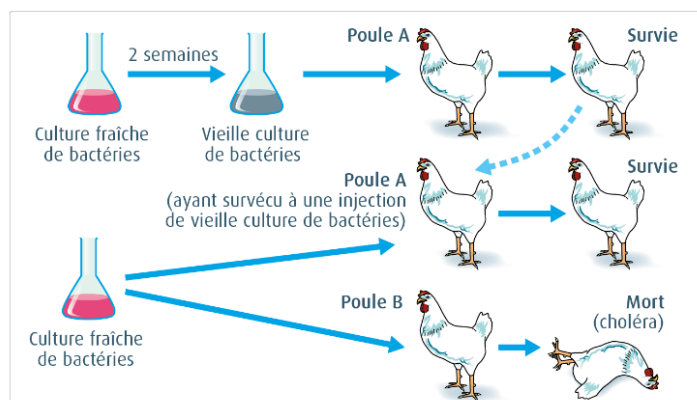 Poule A
Survie
2 semaines
Culture fraîche
de bactéries
Vieille culture
de bactéries
Poule A
(ayant survécu à une injection
de vieille culture de bactéries)
Survie
Culture fraîche
de bactéries
Poule B
Mort
(choléra)